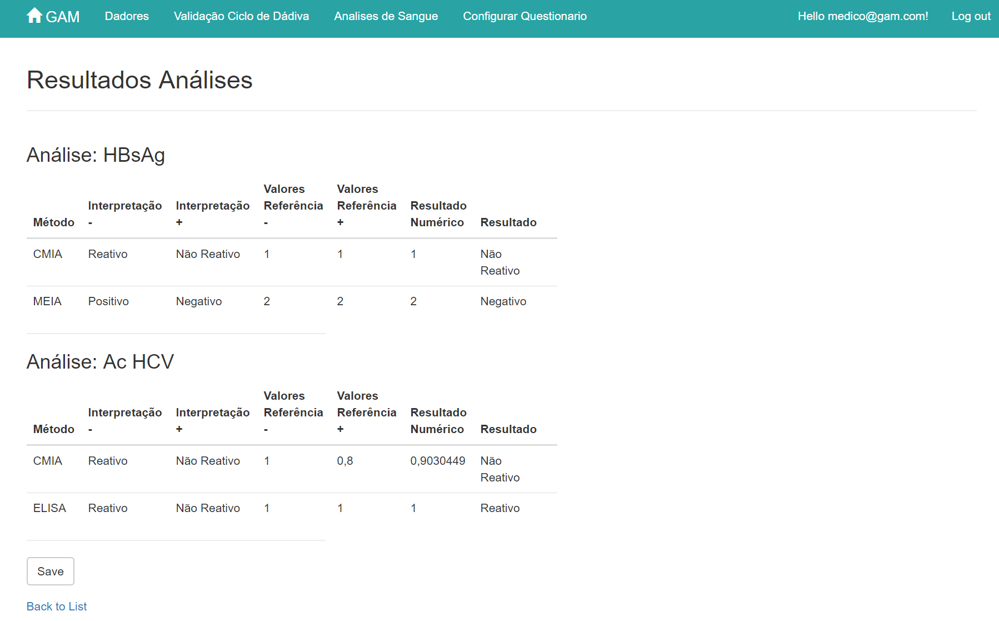 GAM Dadores Validação Ciclo de Dádiva Analises de Sangue Configurar Questionario Hello medico@gam.com! Log out
Resultados Análises
Análise: HBsAg
Método Interpretação - Interpretação + Valores Referência - Valores Referência + Resultado Numérico Resultado
CMIA Reativo Não Reativo 1 1 1 Não Reativo
MEIA Positivo Negativo 2 2 2 Negativo
Análise: Ac HCV
Método Interpretação - Interpretação + Valores Referência - Valores Referência + Resultado Numérico Resultado
CMIA Reativo Não Reativo 1 0,8 0,9030449 Não Reativo
ELISA Reativo Não Reativo 1 1 1 Reativo
Save
Back to List